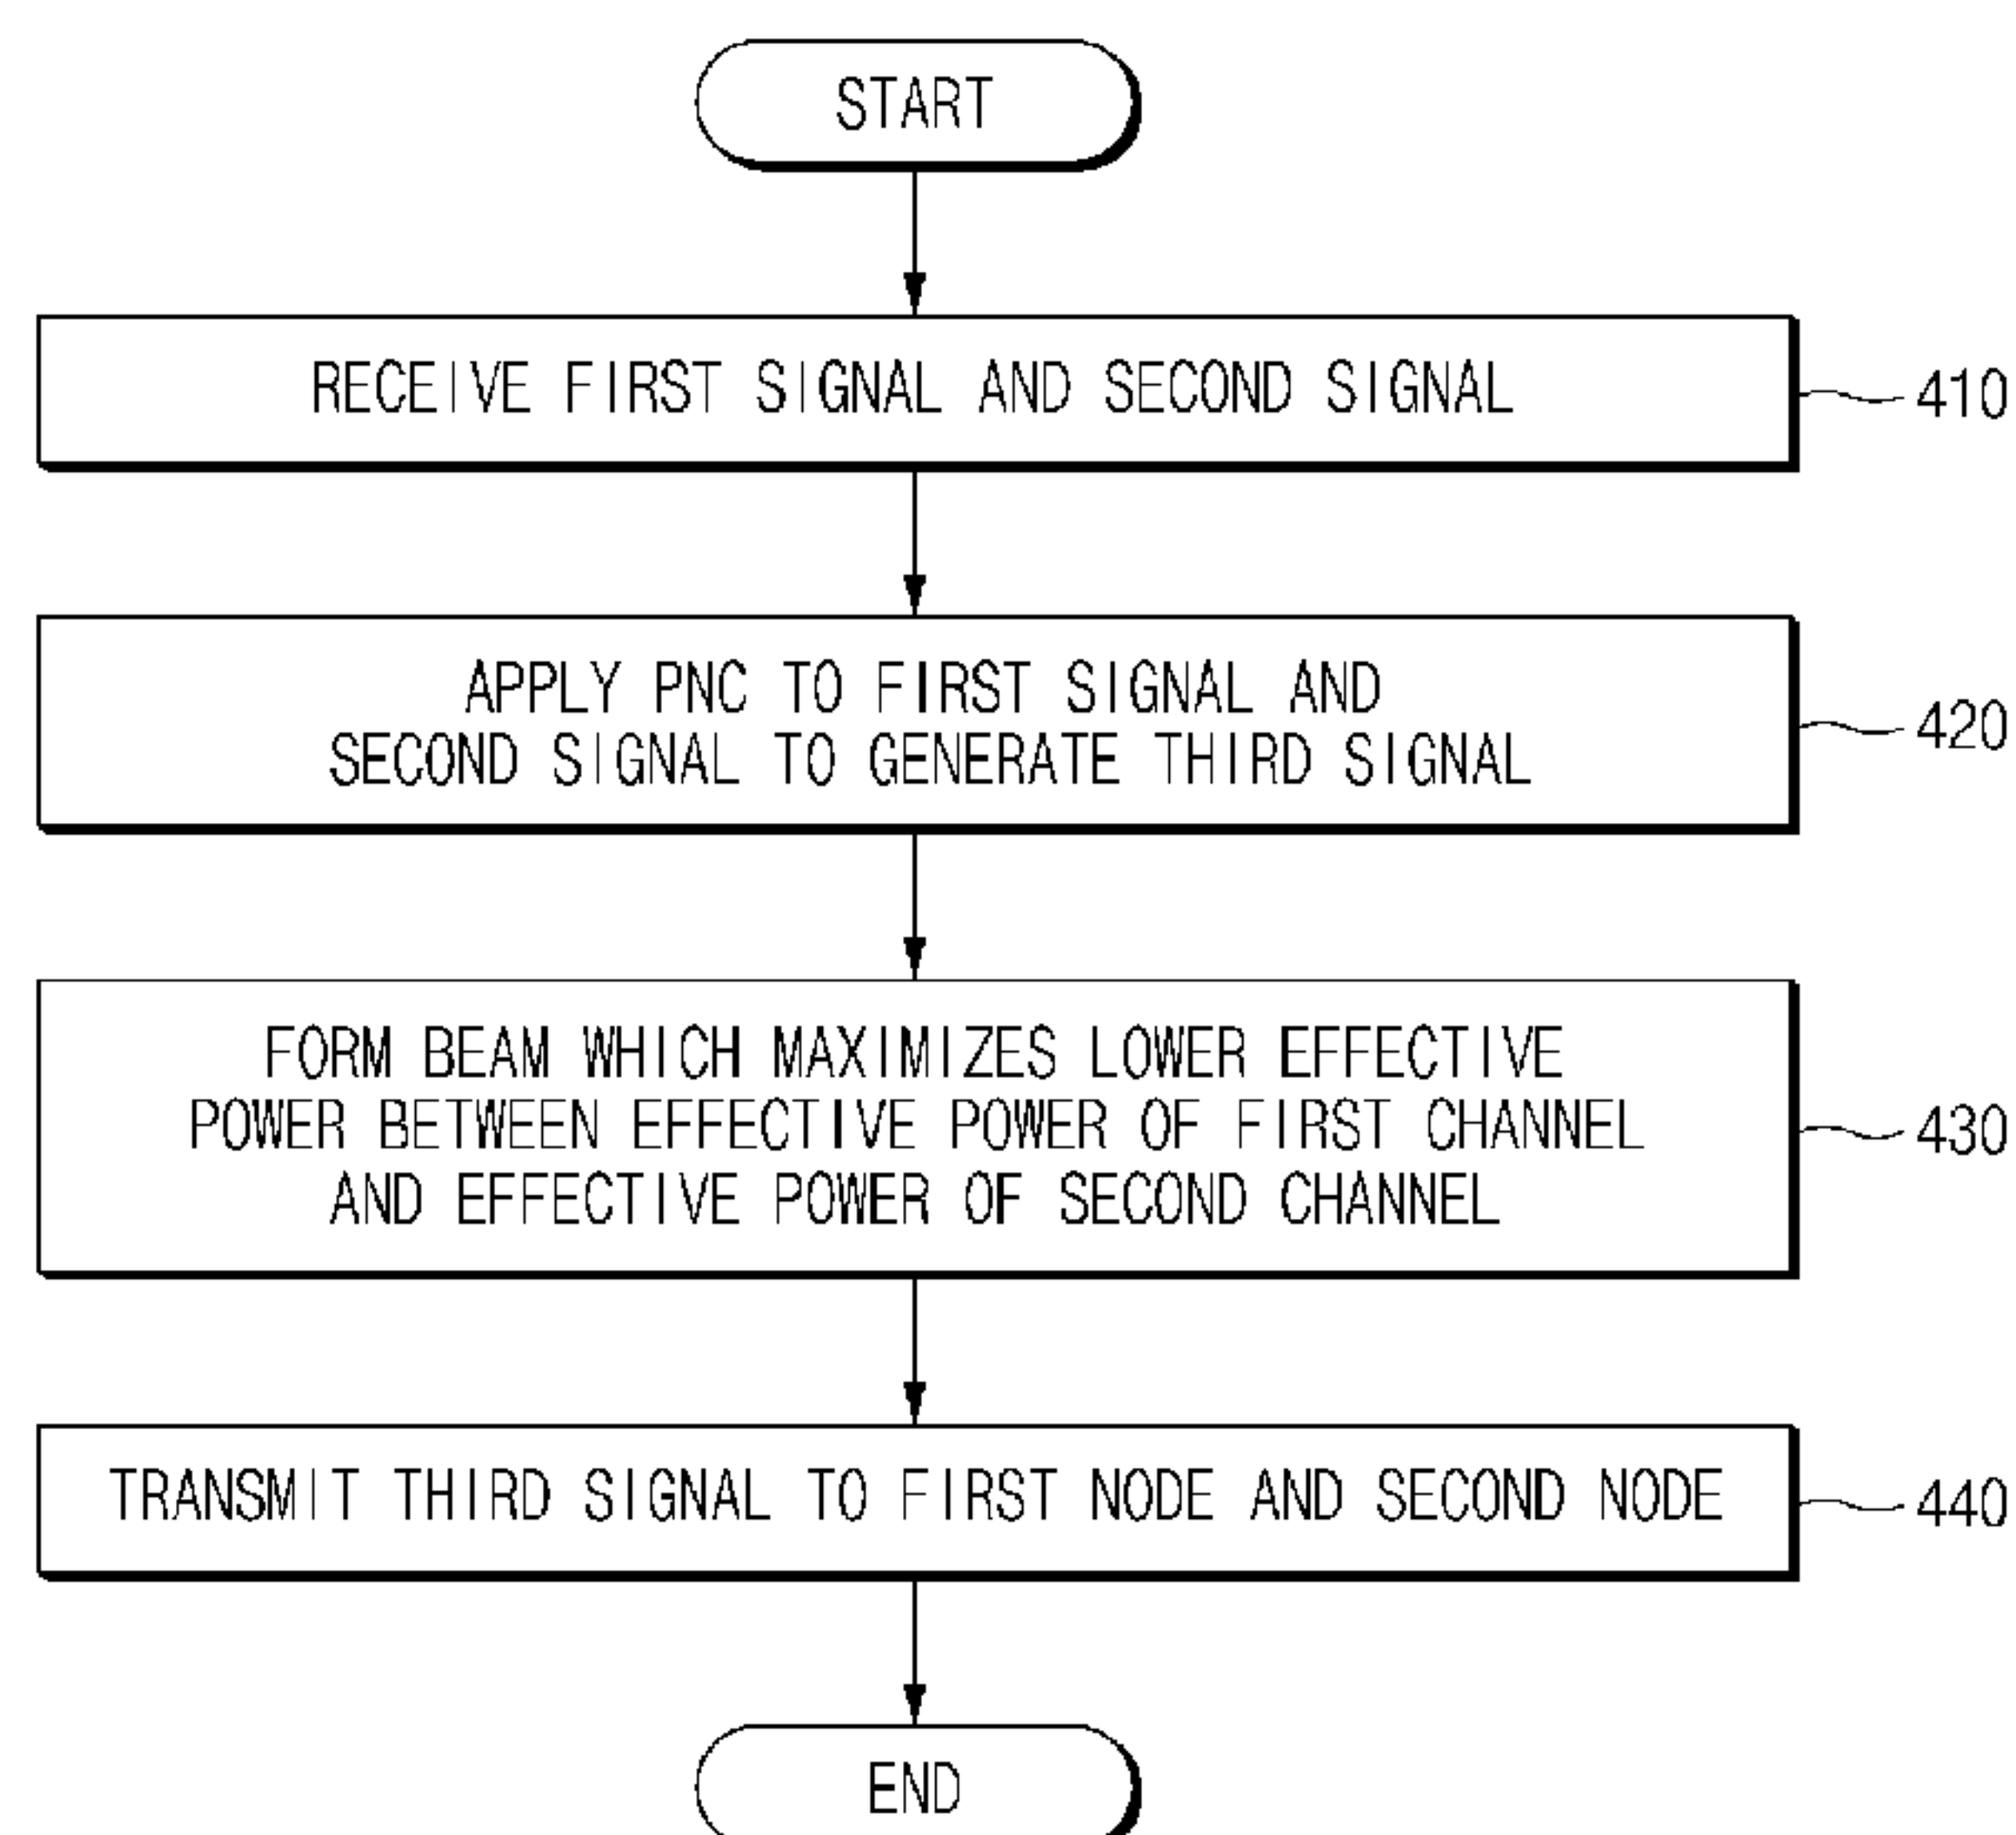 START
RECEIVE FIRST SIGNAL AND SECOND SIGNAL
410
APPLY PNC TO FIRST SIGNAL AND
SECOND SIGNAL TO GENERATE THIRD SIGNAL
420
FORM BEAM WHICH MAXIMIZES LOWER EFFECTIVE
POWER BETWEEN EFFECTIVE POWER OF FIRST CHANNEL
AND EFFECTIVE POWER OF SECOND CHANNEL
430
TRANSMIT THIRD SIGNAL TO FIRST NODE AND SECOND NODE
440
END